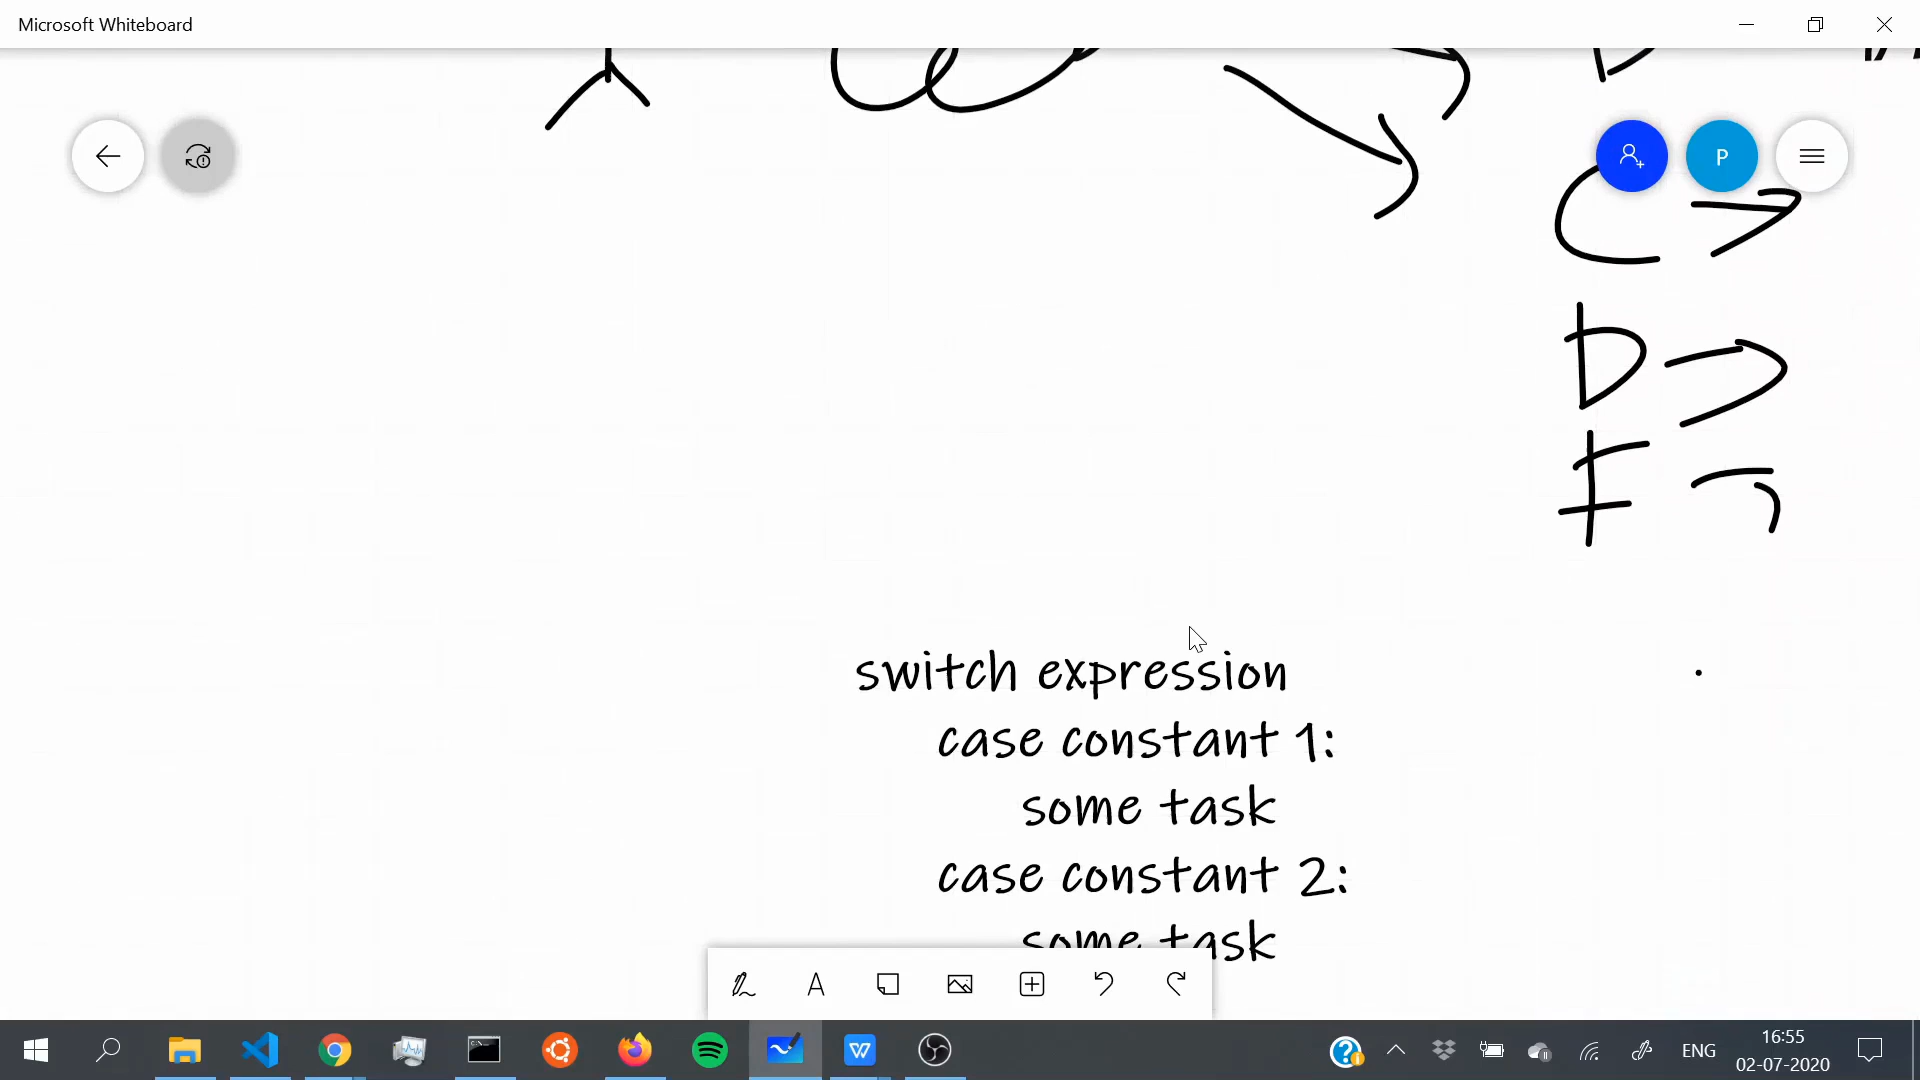 Microsoft Whiteboard
P
C
D
E
switch expression
case constant 1:
some task
case constant 2:
some task
ENG
16:55
02-07-2020